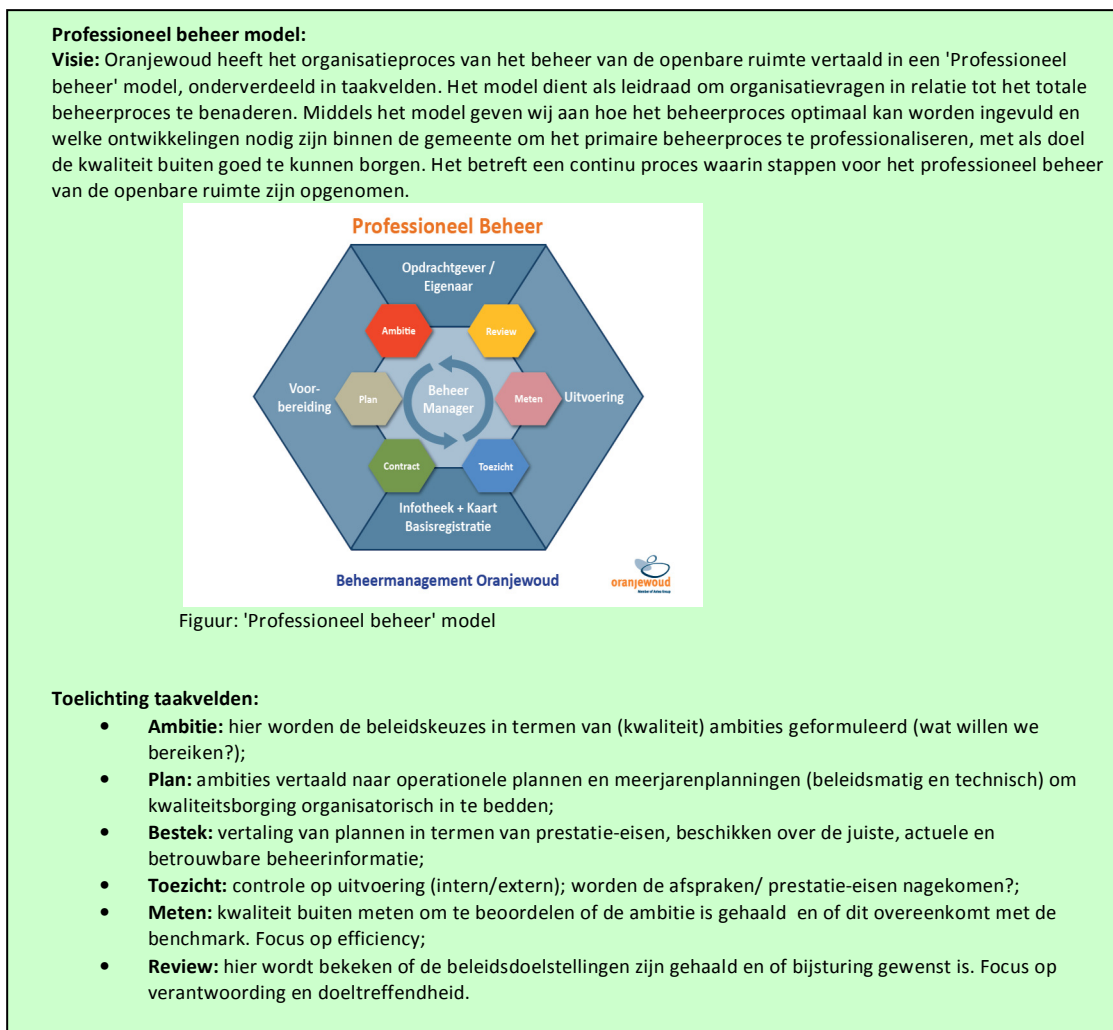 Professioneel beheer model:
Visie: Oranjewoud heeft het organisatieproces van het beheer van de openbare ruimte vertaald in een 'Professioneel
beheer' model, onderverdeeld in taakvelden. Het model dient als leidraad om organisatievragen in relatie tot het totale
beheerproces te benaderen. Middels het model geven wij aan hoe het beheerproces optimaal kan worden ingevuld en
welke ontwikkelingen nodig zijn binnen de gemeente om het primaire beheerproces te professionaliseren, met als doel
de kwaliteit buiten goed te kunnen borgen. Het betreft een continu proces waarin stappen voor het professioneel beheer
van de openbare ruimte zijn opgenomen.
Professioneel Beheer
Opdrachtgever /
Eigenaar
Ambitie
Review
Voor-
bereiding
Plan
Beheer
Manager
Meten
Uitvoering
Contract
Toezicht
Infotheek + Kaart
Basisregistratie
Beheermanagement Oranjewoud
oranjewoud
Member of Antea Group
Figuur: 'Professioneel beheer' model
Toelichting taakvelden:
• Ambitie: hier worden de beleidskeuzes in termen van (kwaliteit) ambities geformuleerd (wat willen we
bereiken?);
• Plan: ambities vertaald naar operationele plannen en meerjarenplanningen (beleidsmatig en technisch) om
kwaliteitsborging organisatorisch in te bedden;
• Bestek: vertaling van plannen in termen van prestatie-eisen, beschikken over de juiste, actuele en
betrouwbare beheerinformatie;
• Toezicht: controle op uitvoering (intern/extern); worden de afspraken/ prestatie-eisen nagekomen?;
• Meten: kwaliteit buiten meten om te beoordelen of de ambitie is gehaald  en of dit overeenkomt met de
benchmark. Focus op efficiency;
• Review: hier wordt bekeken of de beleidsdoelstellingen zijn gehaald en of bijsturing gewenst is. Focus op
verantwoording en doeltreffendheid.